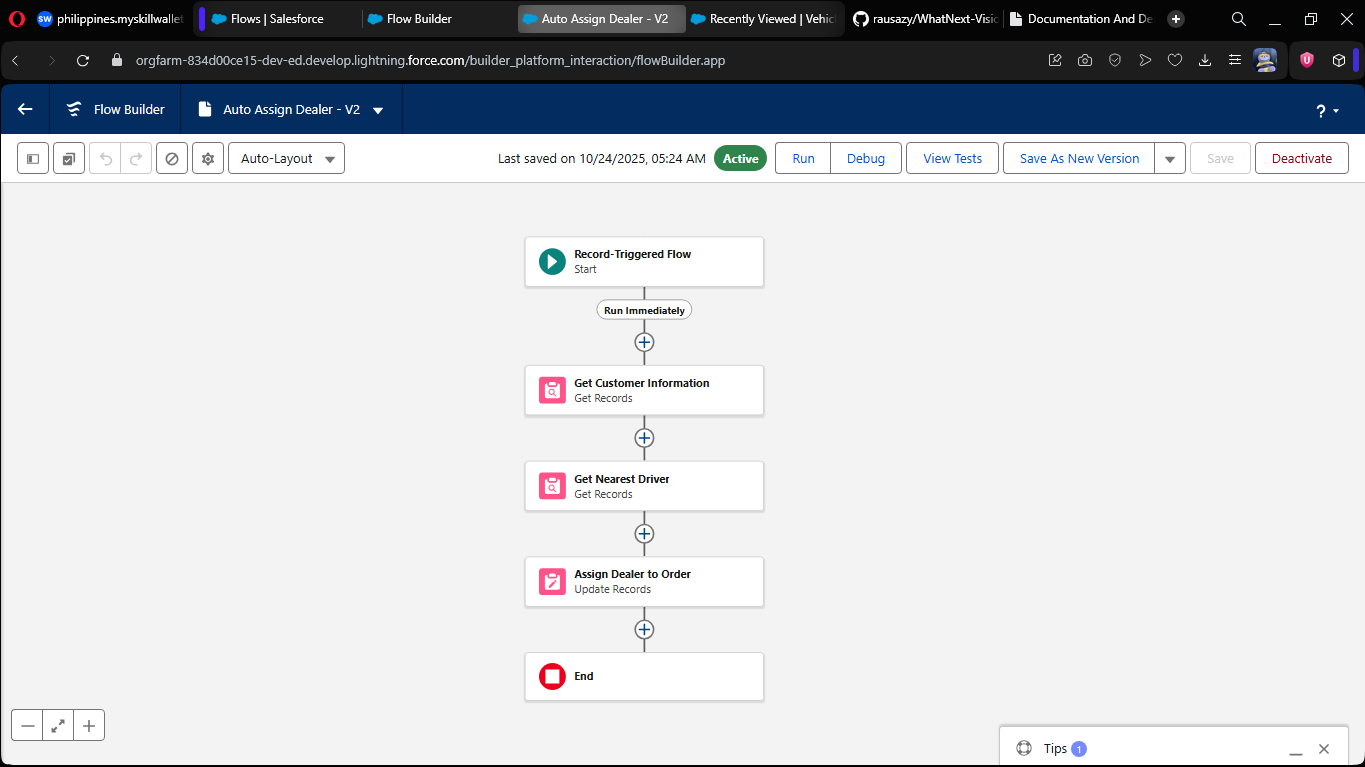 SW philippines.myskillwallet
Flows | Salesforce
Flow Builder
Auto Assign Dealer - V2
Recently Viewed | Vehic
rausazy/WhatNext-Visio
Documentation And De
orgfarm-834d00ce15-dev-ed.develop.lightning.force.com/builder_platform_interaction/flowBuilder.app
Flow Builder
Auto Assign Dealer - V2
?
Auto-Layout
Last saved on 10/24/2025, 05:24 AM
Active
Run
Debug
View Tests
Save As New Version
Save
Deactivate
Record-Triggered Flow
Start
Run Immediately
Get Customer Information
Get Records
Get Nearest Driver
Get Records
Assign Dealer to Order
Update Records
End
Tips 1